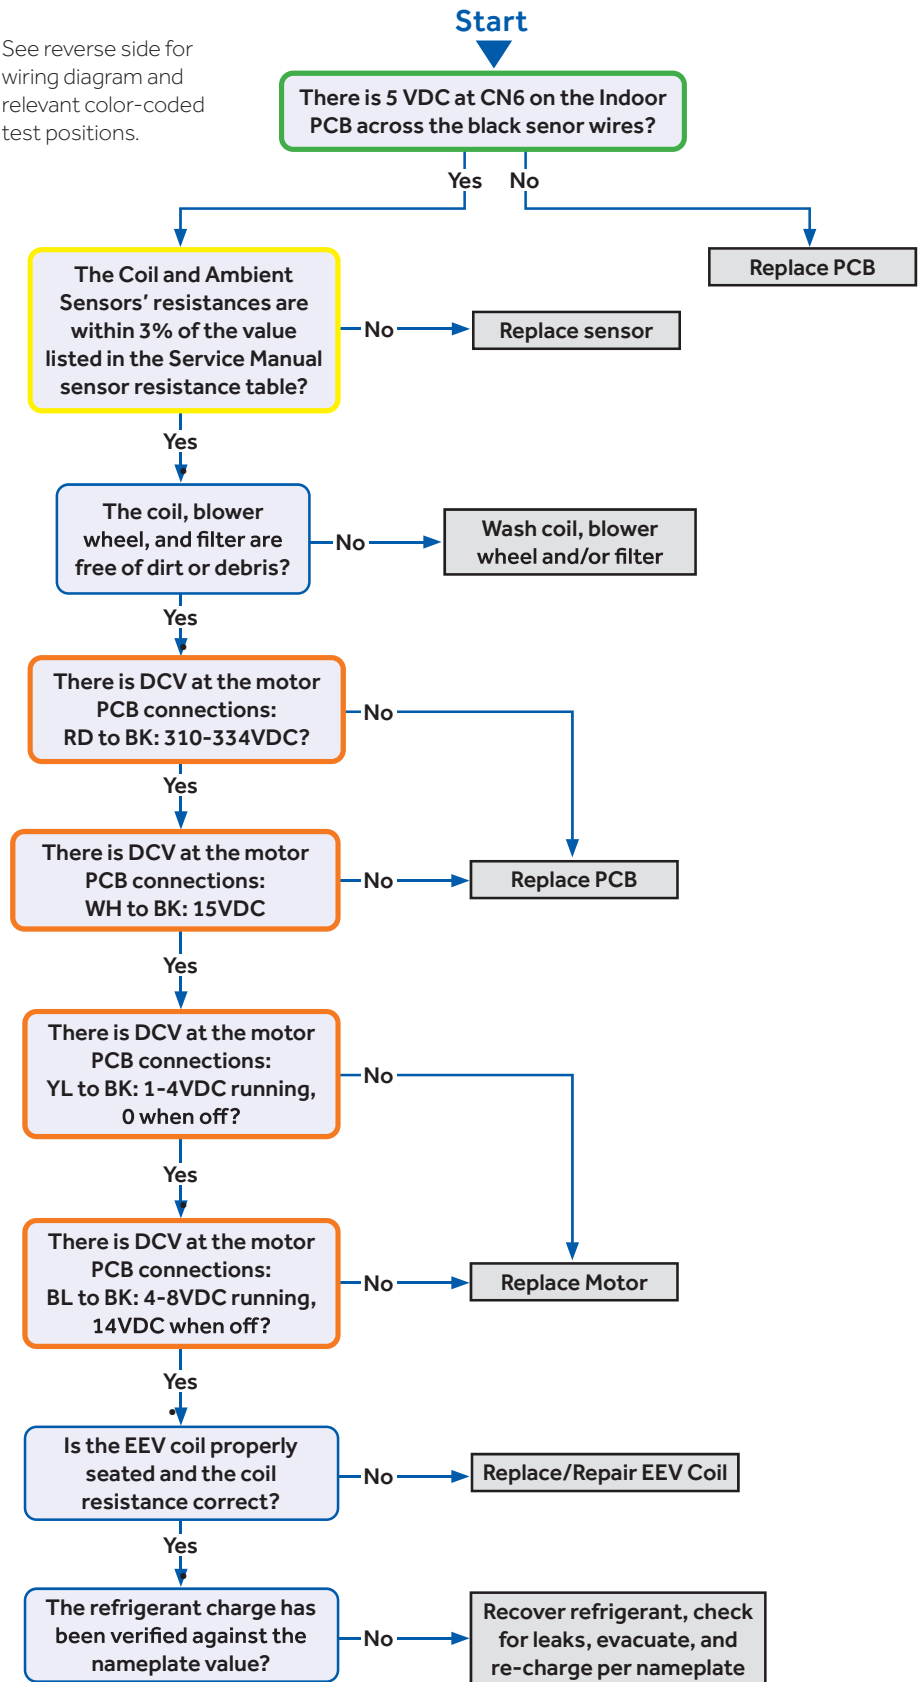 Start
See reverse side for
wiring diagram and
relevant color-coded
test positions.
There is 5 VDC at CN6 on the Indoor
PCB across the black senor wires?
Yes
No
Replace PCB
The Coil and Ambient
Sensors’ resistances are
within 3% of the value
listed in the Service Manual
sensor resistance table?
No
Replace sensor
Yes
The coil, blower
wheel, and filter are
free of dirt or debris?
No
Wash coil, blower
wheel and/or filter
Yes
There is DCV at the motor
PCB connections:
RD to BK: 310-334VDC?
No
Yes
There is DCV at the motor
PCB connections:
WH to BK: 15VDC
No
Replace PCB
Yes
There is DCV at the motor
PCB connections:
YL to BK: 1-4VDC running,
0 when off?
No
Yes
There is DCV at the motor
PCB connections:
BL to BK: 4-8VDC running,
14VDC when off?
No
Replace Motor
Yes
Is the EEV coil properly
seated and the coil
resistance correct?
No
Replace/Repair EEV Coil
Yes
The refrigerant charge has
been verified against the
nameplate value?
No
Recover refrigerant, check
for leaks, evacuate, and
re-charge per nameplate